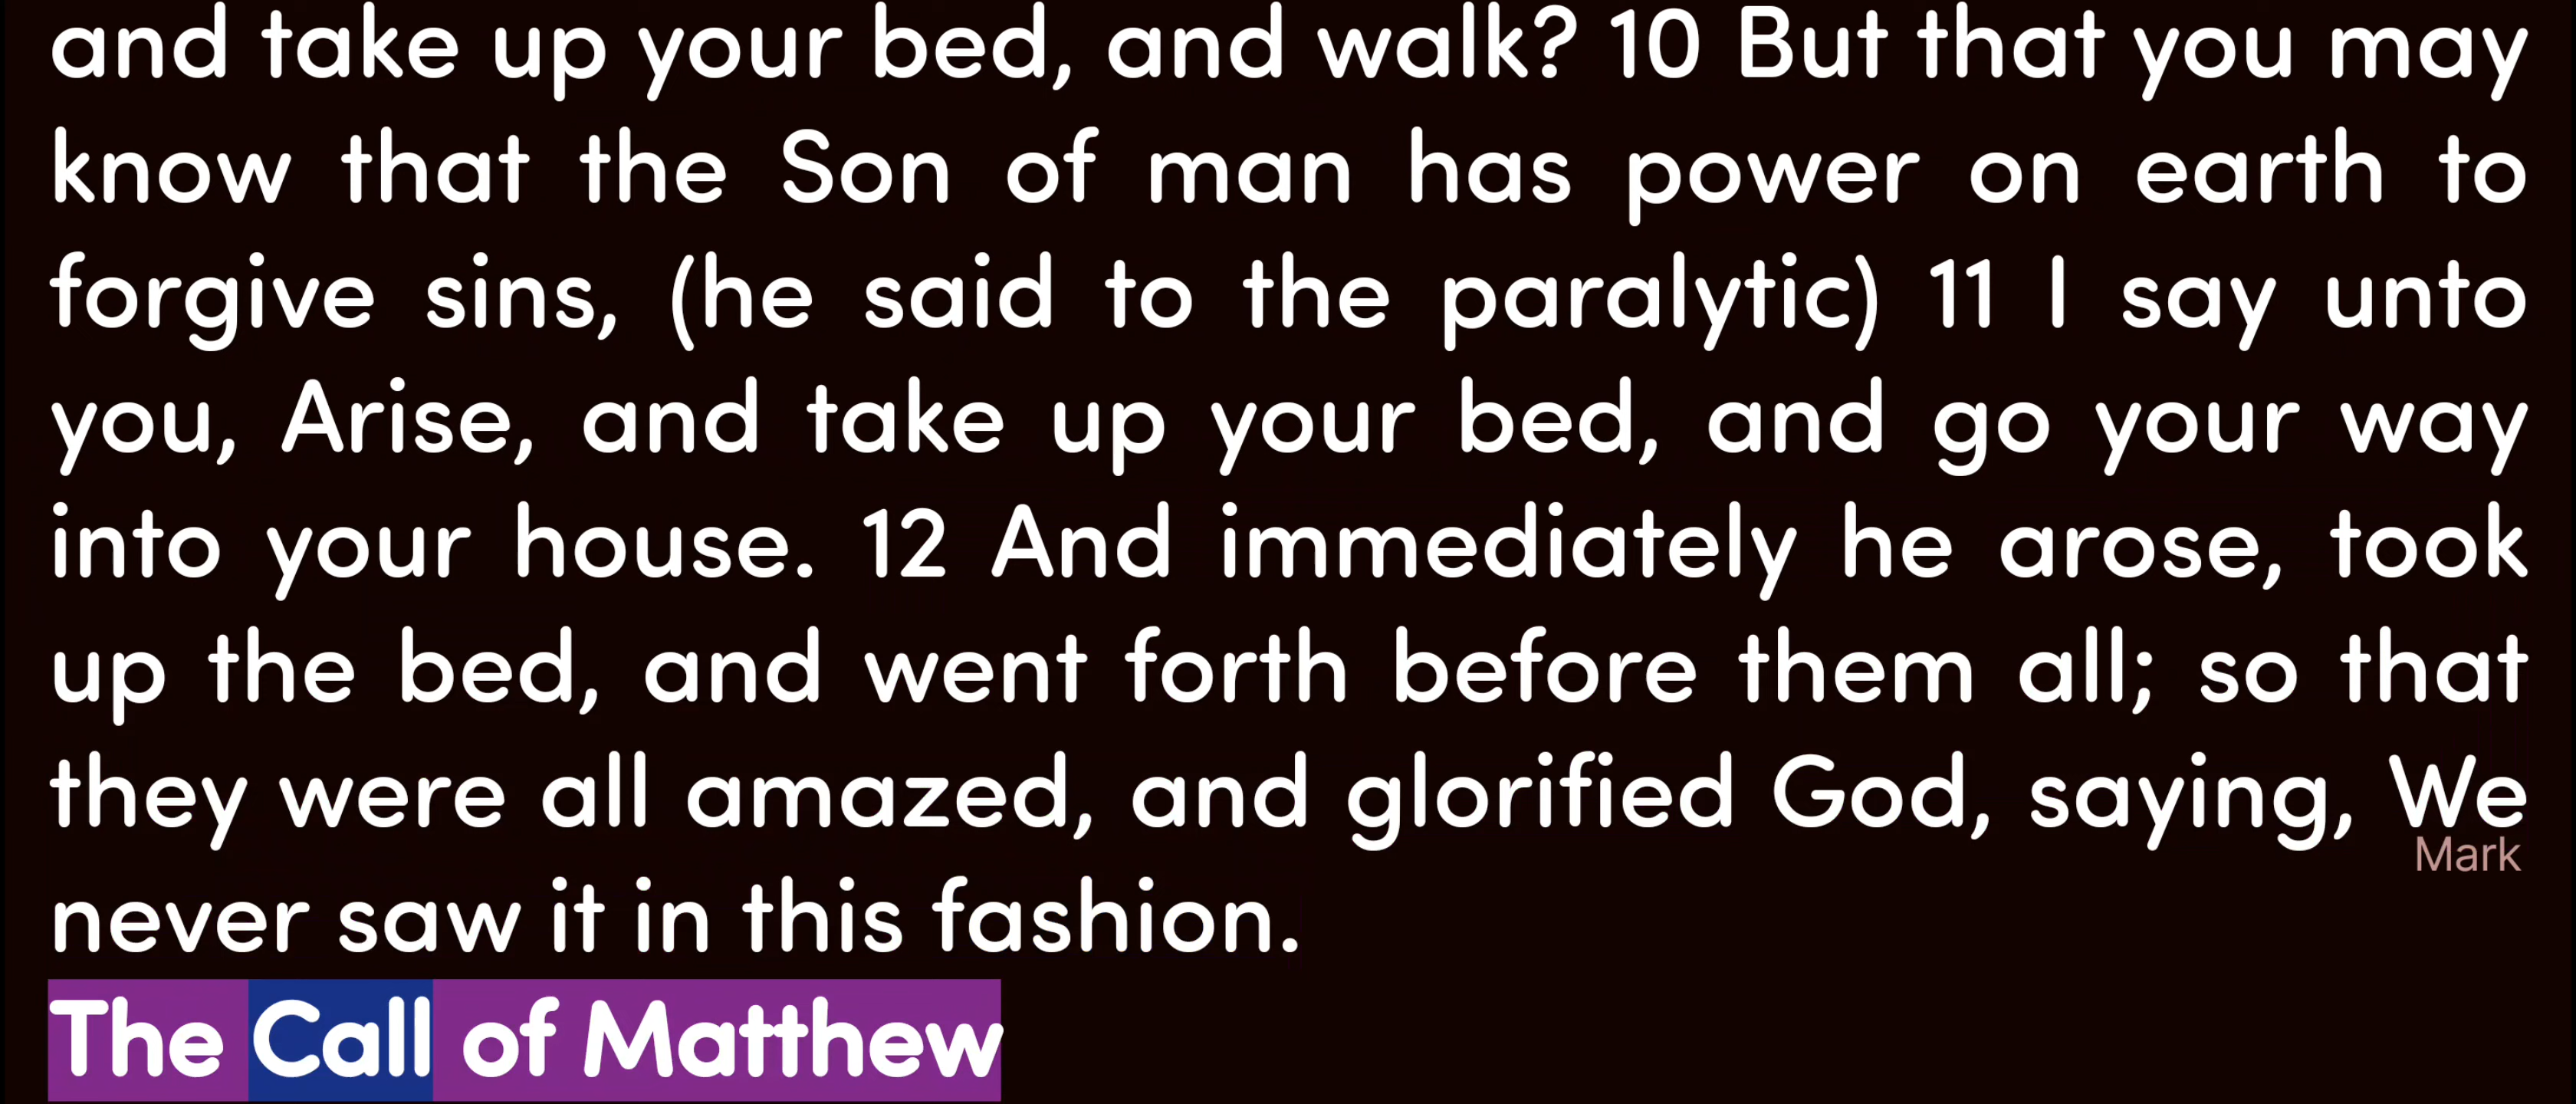 and take up your bed, and walk? 10 But that you may
know that the Son of man has power on earth to
forgive sins, (he said to the paralytic) 11 I say unto
you, Arise, and take up your bed, and go your way
into your house. 12 And immediately he arose, took
up the bed, and went forth before them all; so that
they were all amazed, and glorified God, saying, We
Mark
never saw it in this fashion.
The Call of Matthew